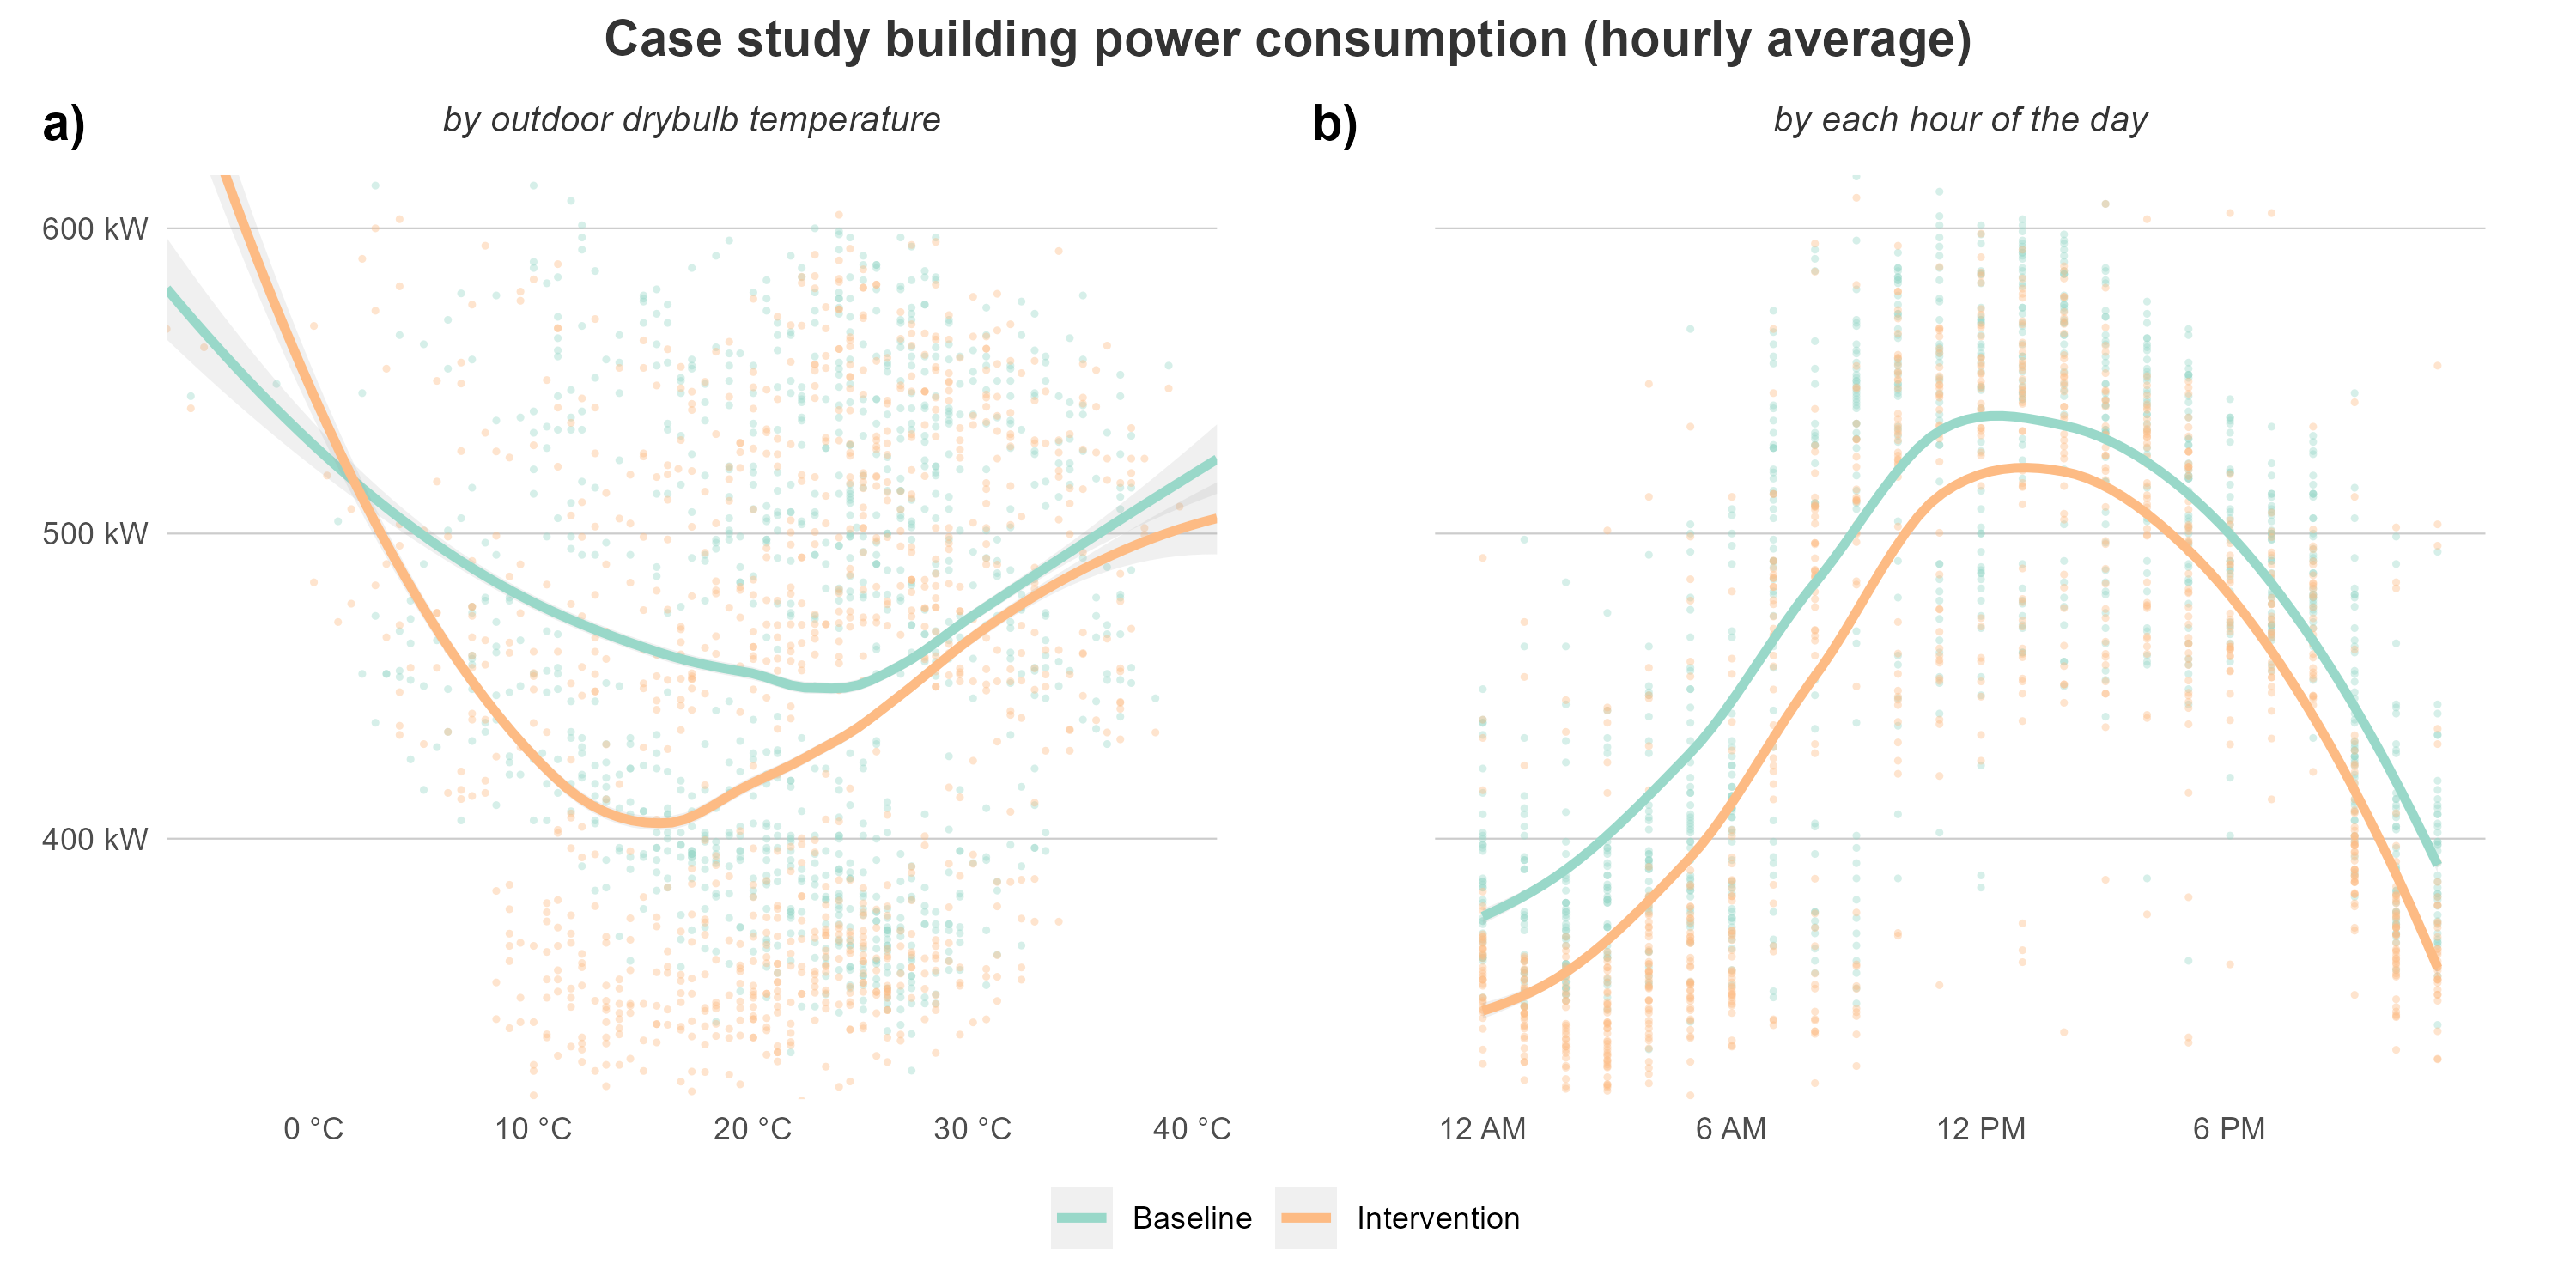 Case study building power consumption (hourly average)
a)
by outdoor drybulb temperature
b)
by each hour of the day
600 kW
500 kW
400 kW
0 °C 10 °C 20 °C 30 °C 40 °C
12 AM 6 AM 12 PM 6 PM
Baseline Intervention